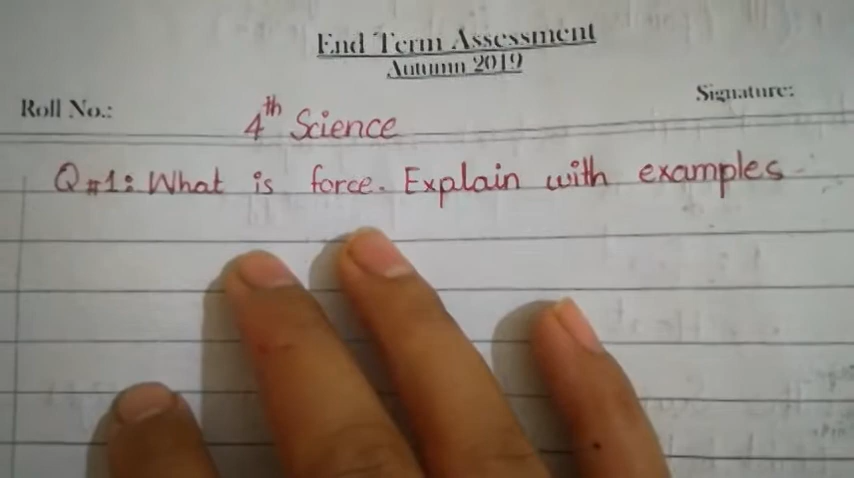 End Term Assessment
Autumn 2019
Roll No.:
Signature:
4th Science
Q#1: What is force. Explain with examples